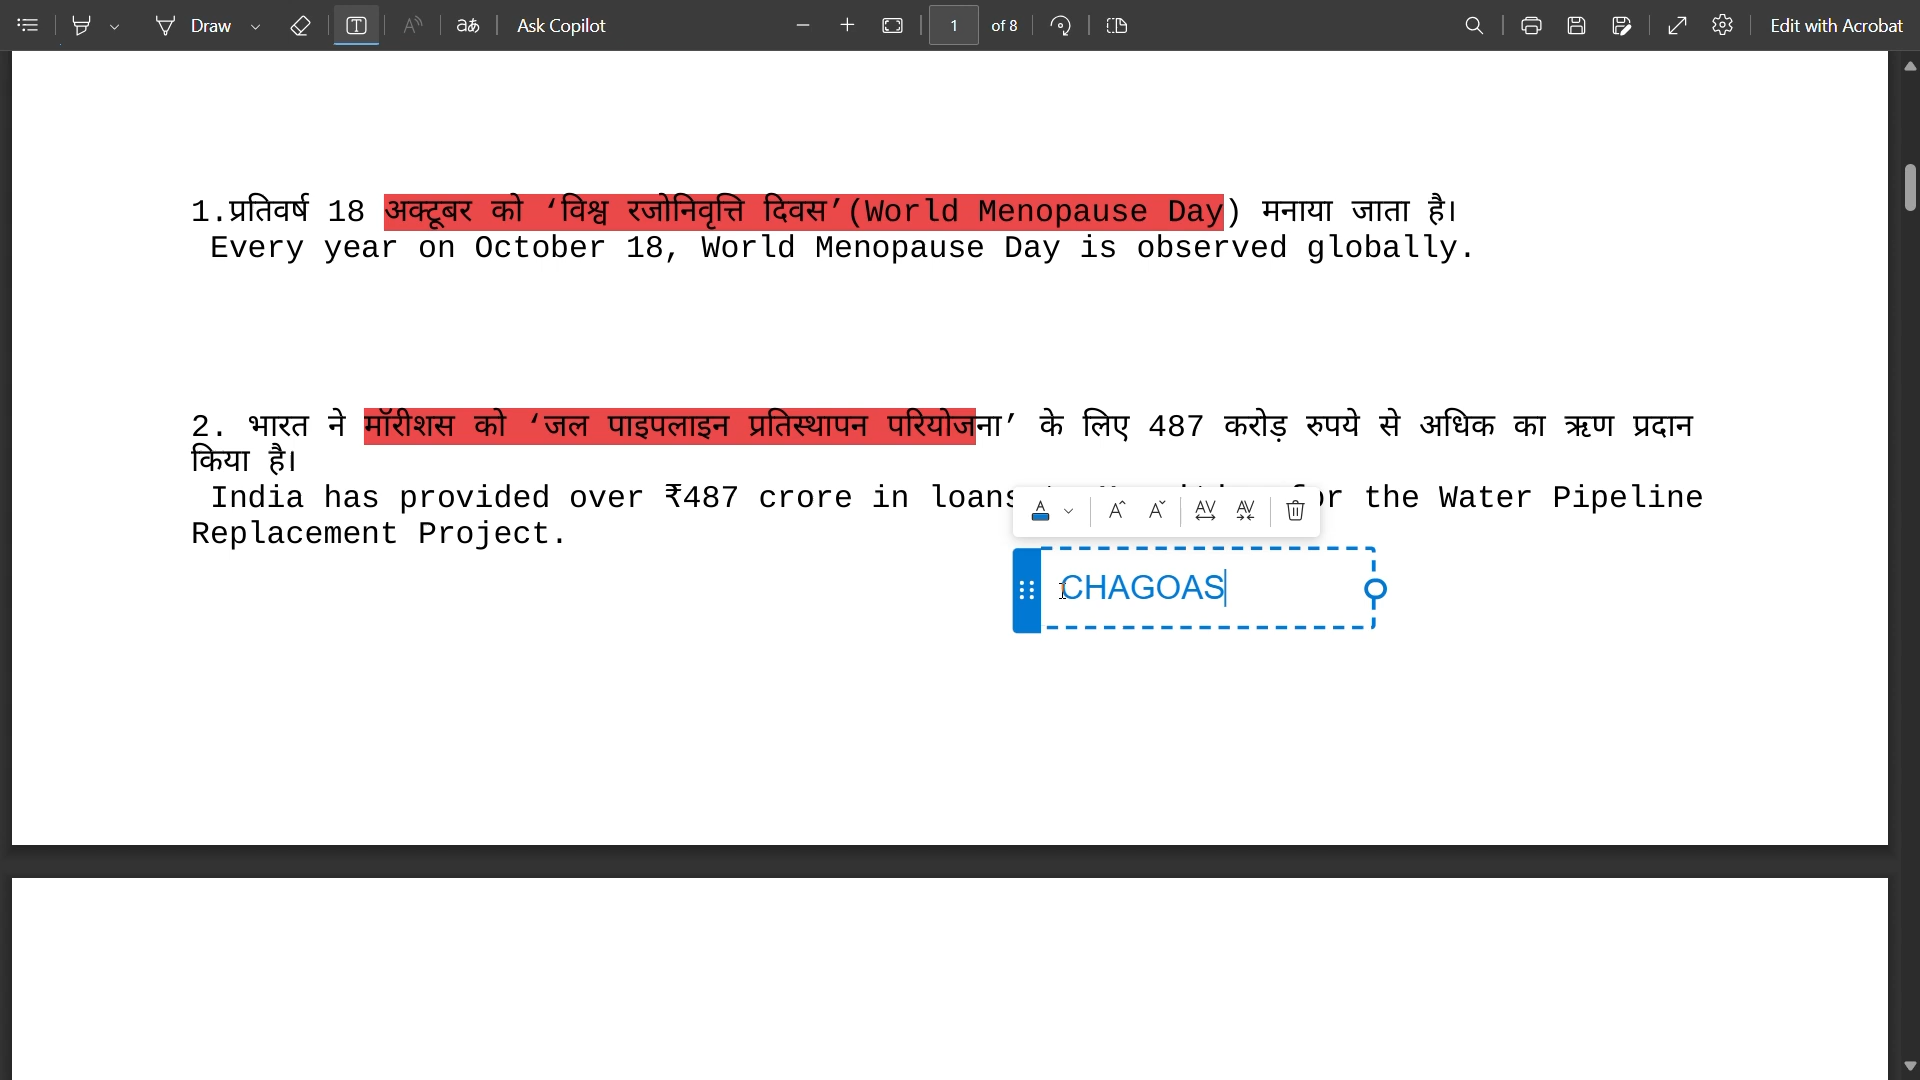 Draw
aあ
Ask Copilot
1
of 8
Edit with Acrobat
1.प्रतिवर्ष 18 अक्टूबर को ‘विश्व रजोनिवृत्ति दिवस’(World Menopause Day) मनाया जाता है।
Every year on October 18, World Menopause Day is observed globally.
2. भारत ने मॉरीशस को ‘जल पाइपलाइन प्रतिस्थापन परियोजना’ के लिए 487 करोड़ रुपये से अधिक का ऋण प्रदान
किया है।
India has provided over ₹487 crore in loans the Water Pipeline
Replacement Project.
CHAGOAS